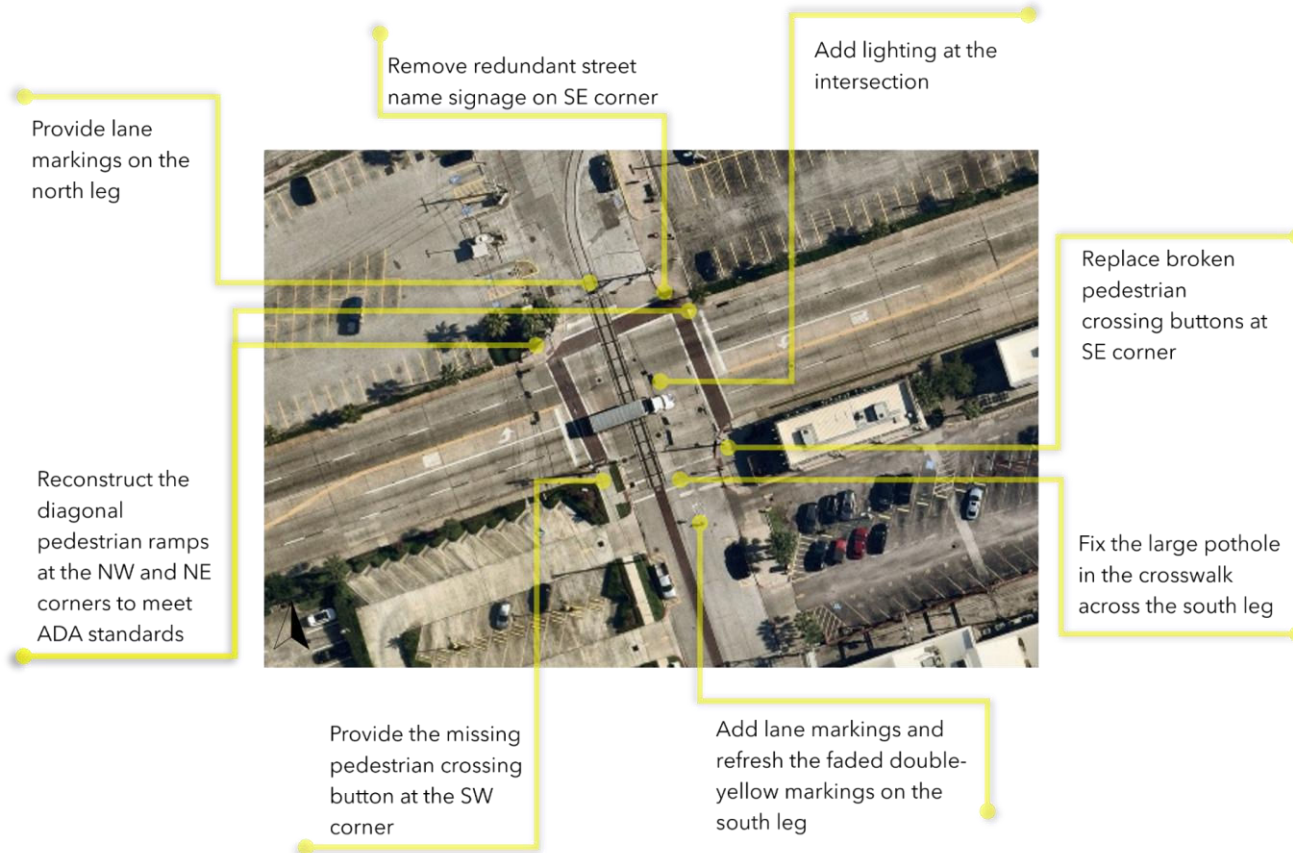 Remove redundant street
name signage on SE corner
Add lighting at the
intersection
Provide lane
markings on the
north leg
Replace broken
pedestrian
crossing buttons at
SE corner
Reconstruct the
diagonal
pedestrian ramps
at the NW and NE
corners to meet
ADA standards
Fix the large pothole
in the crosswalk
across the south leg
Provide the missing
pedestrian crossing
button at the SW
corner
Add lane markings and
refresh the faded double-
yellow markings on the
south leg